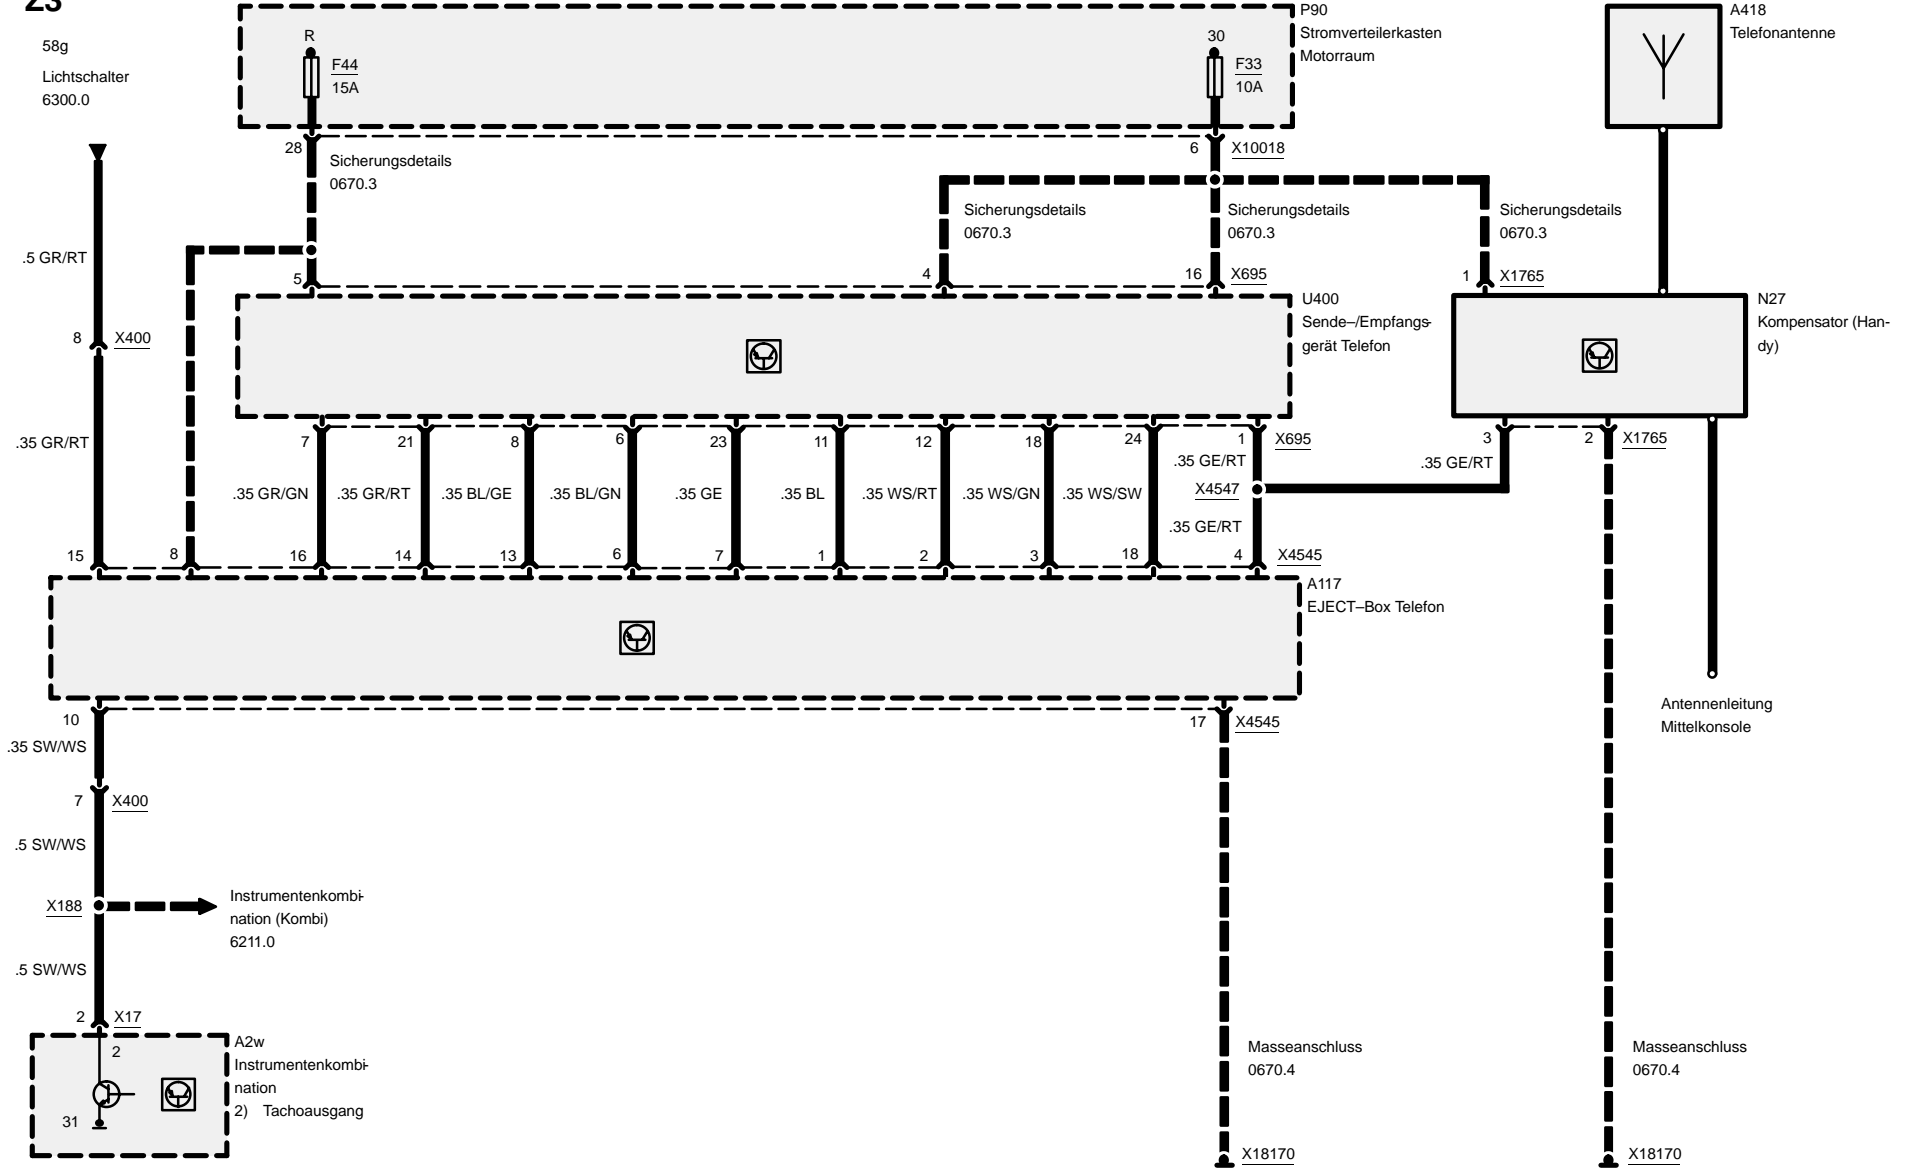 Z3
58g
Lichtschalter
6300.0
R
F44
15A
30
F33
10A
P90
Stromverteilerkasten
Motorraum
A418
Telefonantenne
28
Sicherungsdetails
0670.3
6
X10018
Sicherungsdetails
0670.3
Sicherungsdetails
0670.3
Sicherungsdetails
0670.3
.5 GR/RT
5
4
16
X695
1
X1765
U400
Sende–/Empfangs-
gerät Telefon
N27
Kompensator (Han-
dy)
8
X400
.35 GR/RT
7
21
8
6
23
11
12
18
24
1
X695
3
2
X1765
.35 GE/RT
.35 GE/RT
.35 GR/GN
.35 GR/RT
.35 BL/GE
.35 BL/GN
.35 GE
.35 BL
.35 WS/RT
.35 WS/GN
.35 WS/SW
X4547
.35 GE/RT
15
8
16
14
13
6
7
1
2
3
18
4
X4545
A117
EJECT–Box Telefon
10
17
X4545
.35 SW/WS
Antennenleitung
Mittelkonsole
7
X400
.5 SW/WS
X188
Instrumentenkombi-
nation (Kombi)
6211.0
.5 SW/WS
2
X17
2
31
A2w
Instrumentenkombi-
nation
2) Tachoausgang
Masseanschluss
0670.4
Masseanschluss
0670.4
X18170
X18170